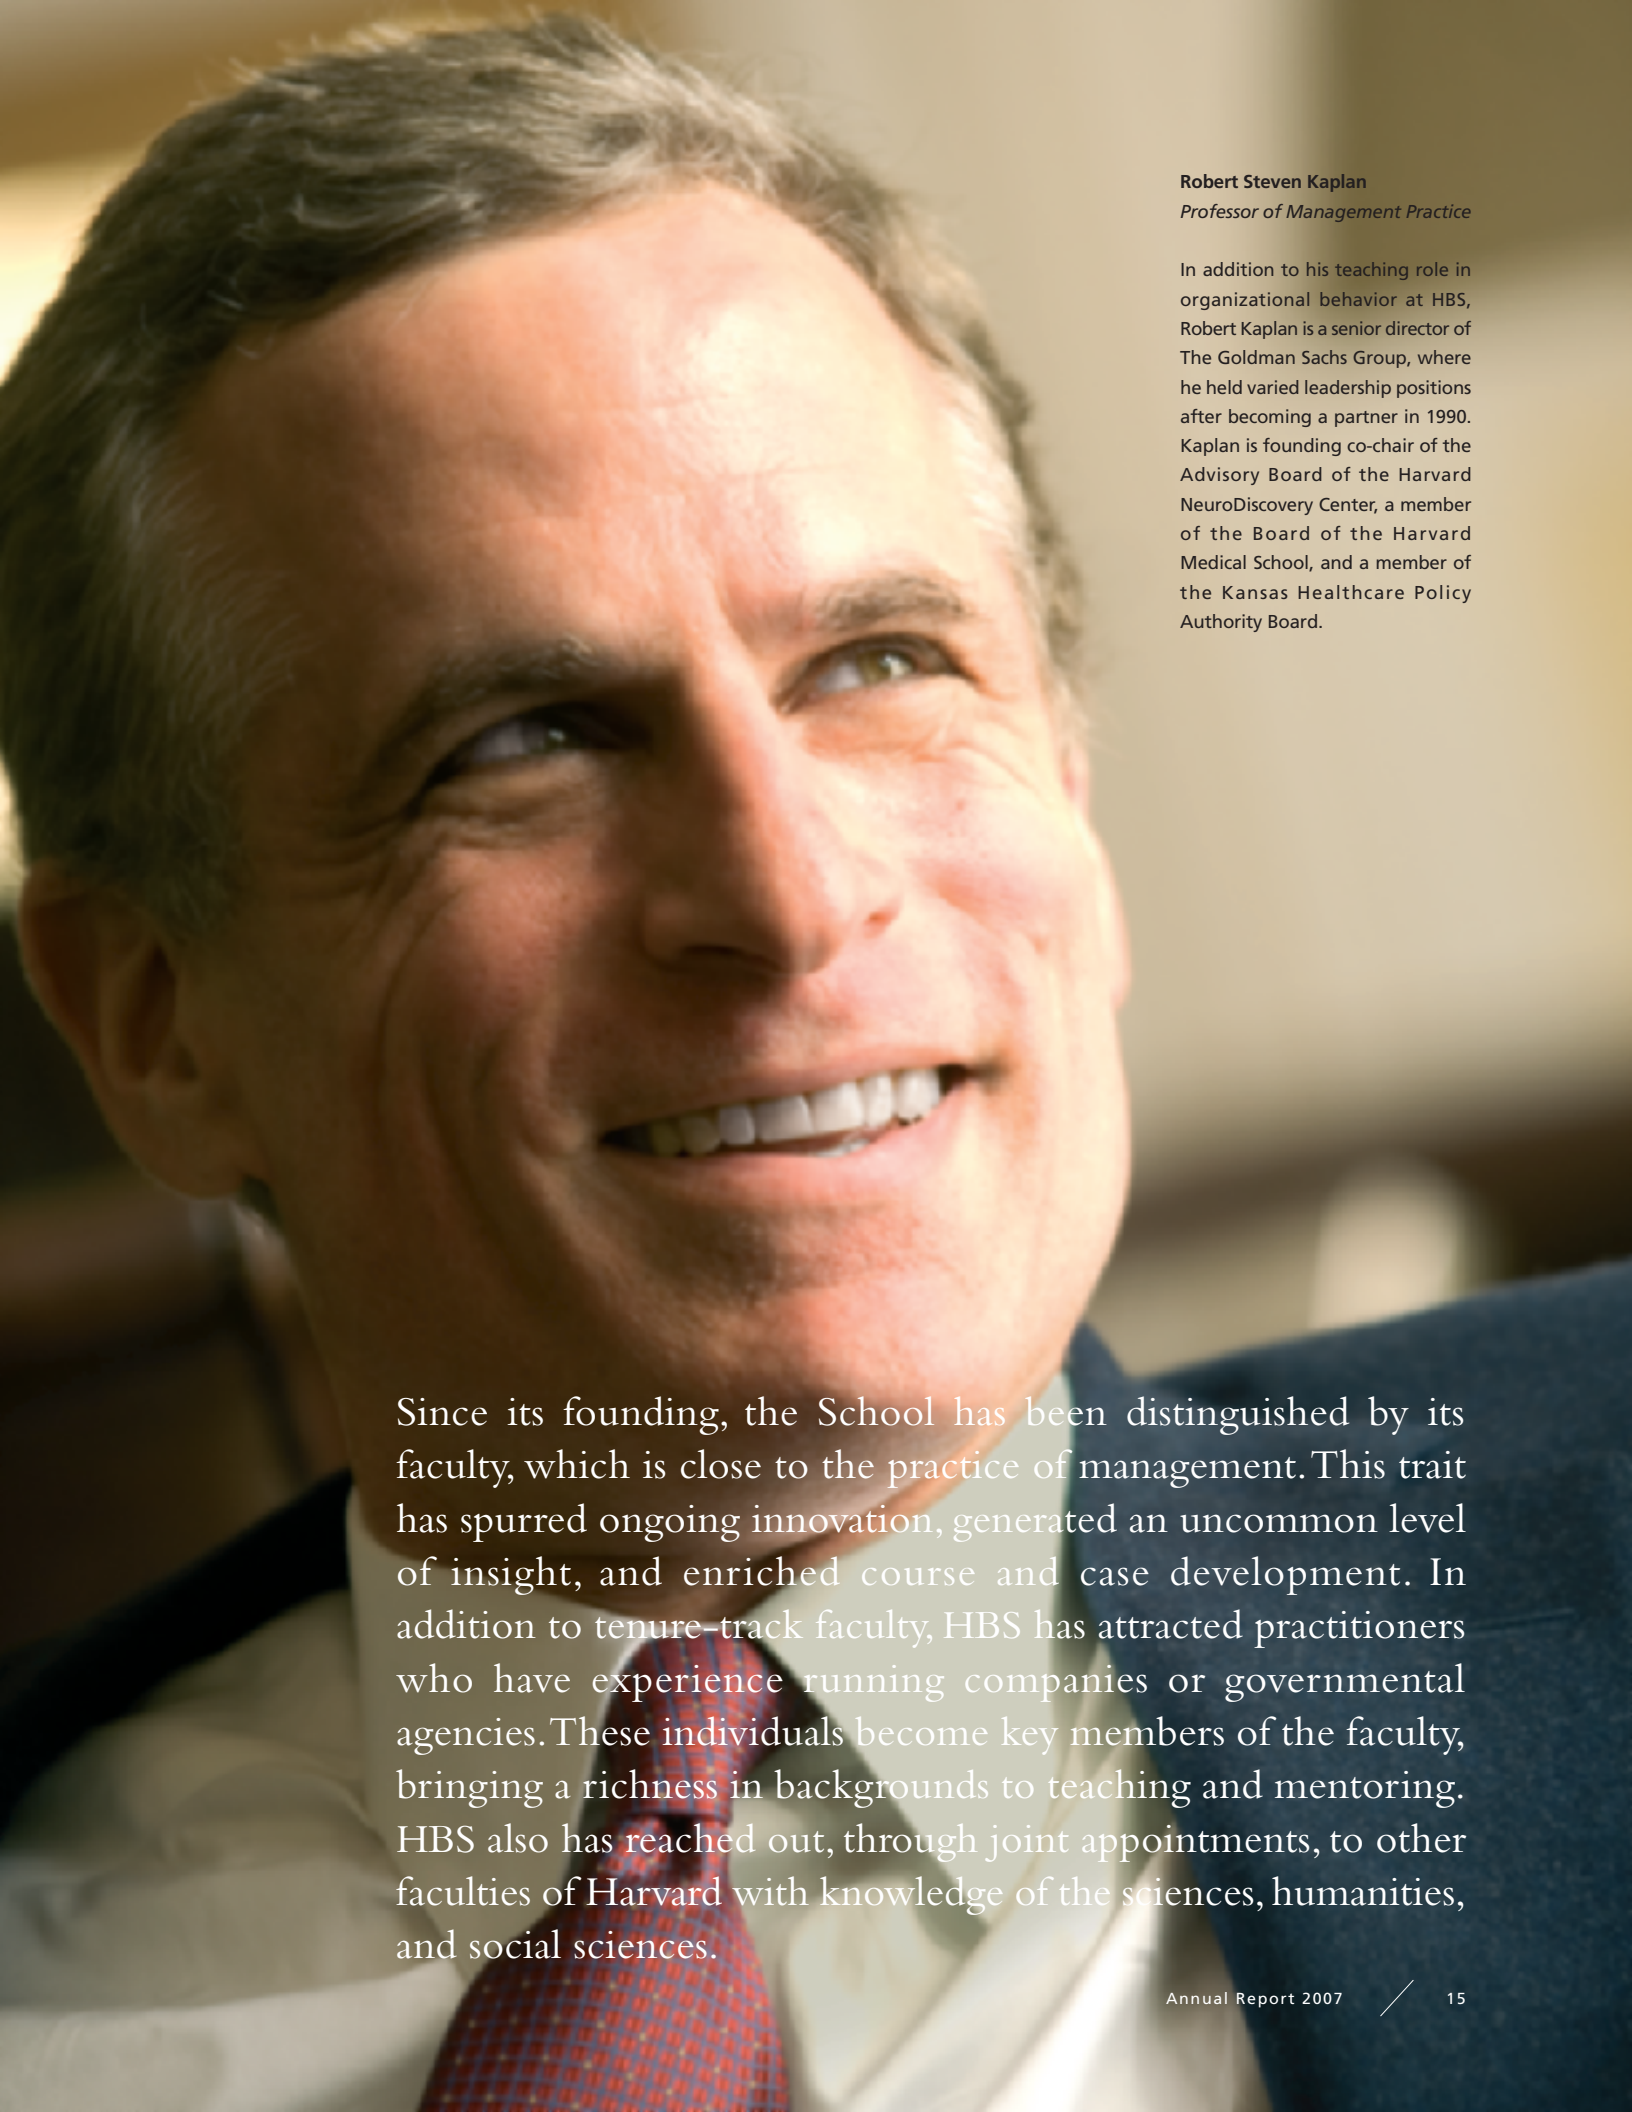 Robert Steven Kaplan
Professor of Management Practice
In addition to his teaching role in
organizational behavior at HBS,
Robert Kaplan is a senior director of
The Goldman Sachs Group, where
he held varied leadership positions
after becoming a partner in 1990.
Kaplan is founding co-chair of the
Advisory Board of the Harvard
NeuroDiscovery Center, a member
of the Board of the Harvard
Medical School, and a member of
the Kansas Healthcare Policy
Authority Board.
Since its founding, the School has been distinguished by its
faculty, which is close to the practice of management. This trait
has spurred ongoing innovation, generated an uncommon level
of insight, and enriched course and case development. In
addition to tenure-track faculty, HBS has attracted practitioners
who have experience running companies or governmental
agencies. These individuals become key members of the faculty,
bringing a richness in backgrounds to teaching and mentoring.
HBS also has reached out, through joint appointments, to other
faculties of Harvard with knowledge of the sciences, humanities,
and social sciences.
Annual Report 2007 / 15